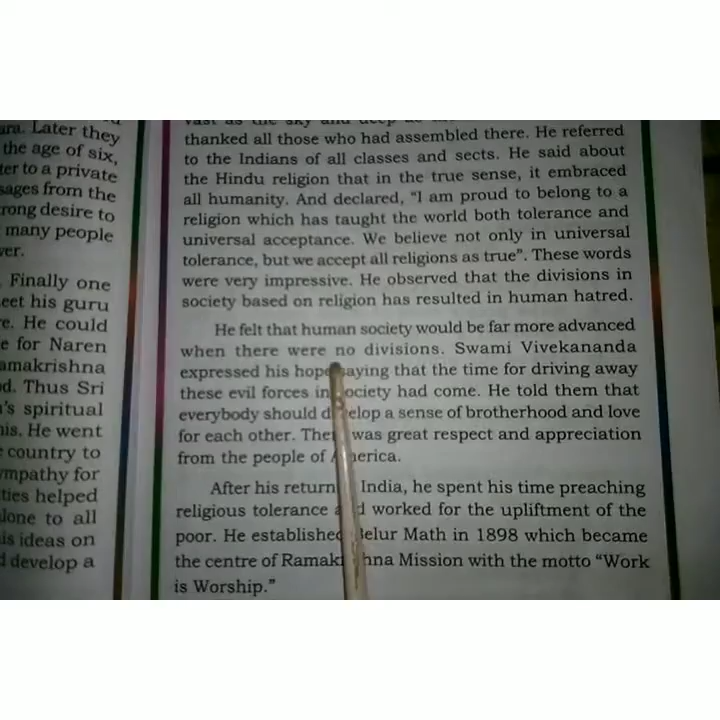 ara. Later they
the age of six,
ter to a private
sages from the
rong desire to
many people
ver.
. Finally one
eet his guru
e. He could
e for Naren
amakrishna
d. Thus Sri
's spiritual
his. He went
country to
ympathy for
ties helped
lone to all
is ideas on
develop a
vast as the sky and deep as
thanked all those who had assembled there. He referred
to the Indians of all classes and sects. He said about
the Hindu religion that in the true sense, it embraced
all humanity. And declared, “I am proud to belong to a
religion which has taught the world both tolerance and
universal acceptance. We believe not only in universal
tolerance, but we accept all religions as true”. These words
were very impressive. He observed that the divisions in
society based on religion has resulted in human hatred.
He felt that human society would be far more advanced
when there were no divisions. Swami Vivekananda
expressed his hope saying that the time for driving away
these evil forces in society had come. He told them that
everybody should develop a sense of brotherhood and love
for each other. There was great respect and appreciation
from the people of America.
After his return India, he spent his time preaching
religious tolerance and worked for the upliftment of the
poor. He established Belur Math in 1898 which became
the centre of Ramakrishna Mission with the motto “Work
is Worship.”